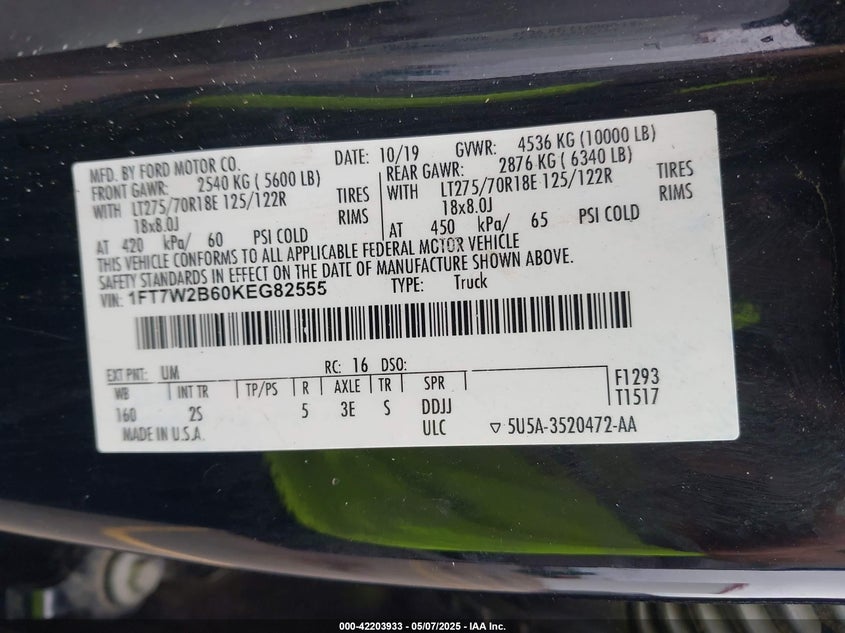 MFD. BY FORD MOTOR CO. DATE: 10/19 GVWR: 4536 KG (10000 LB)
FRONT GAWR: 2540 KG ( 5600 LB) REAR GAWR: 2876 KG ( 6340 LB)
WITH LT275/70R18E 125/122R TIRES WITH LT275/70R18E 125/122R TIRES
18x8.0J RIMS 18x8.0J RIMS
AT 420 kPa/ 60 PSI COLD AT 450 kPa/ 65 PSI COLD
THIS VEHICLE CONFORMS TO ALL APPLICABLE FEDERAL MOTOR VEHICLE
SAFETY STANDARDS IN EFFECT ON THE DATE OF MANUFACTURE SHOWN ABOVE.
VIN: 1FT7W2B60KEG82555 TYPE: Truck
EXT PNT: UM RC: 16 DSO:
WB INT TR TP/PS R AXLE TR SPR F1293
160 2S 5 3E S DDJJ T1517
MADE IN U.S.A. ULC ▽ 5U5A-3520472-AA
000-42203933 — 05/07/2025 — IAA Inc.